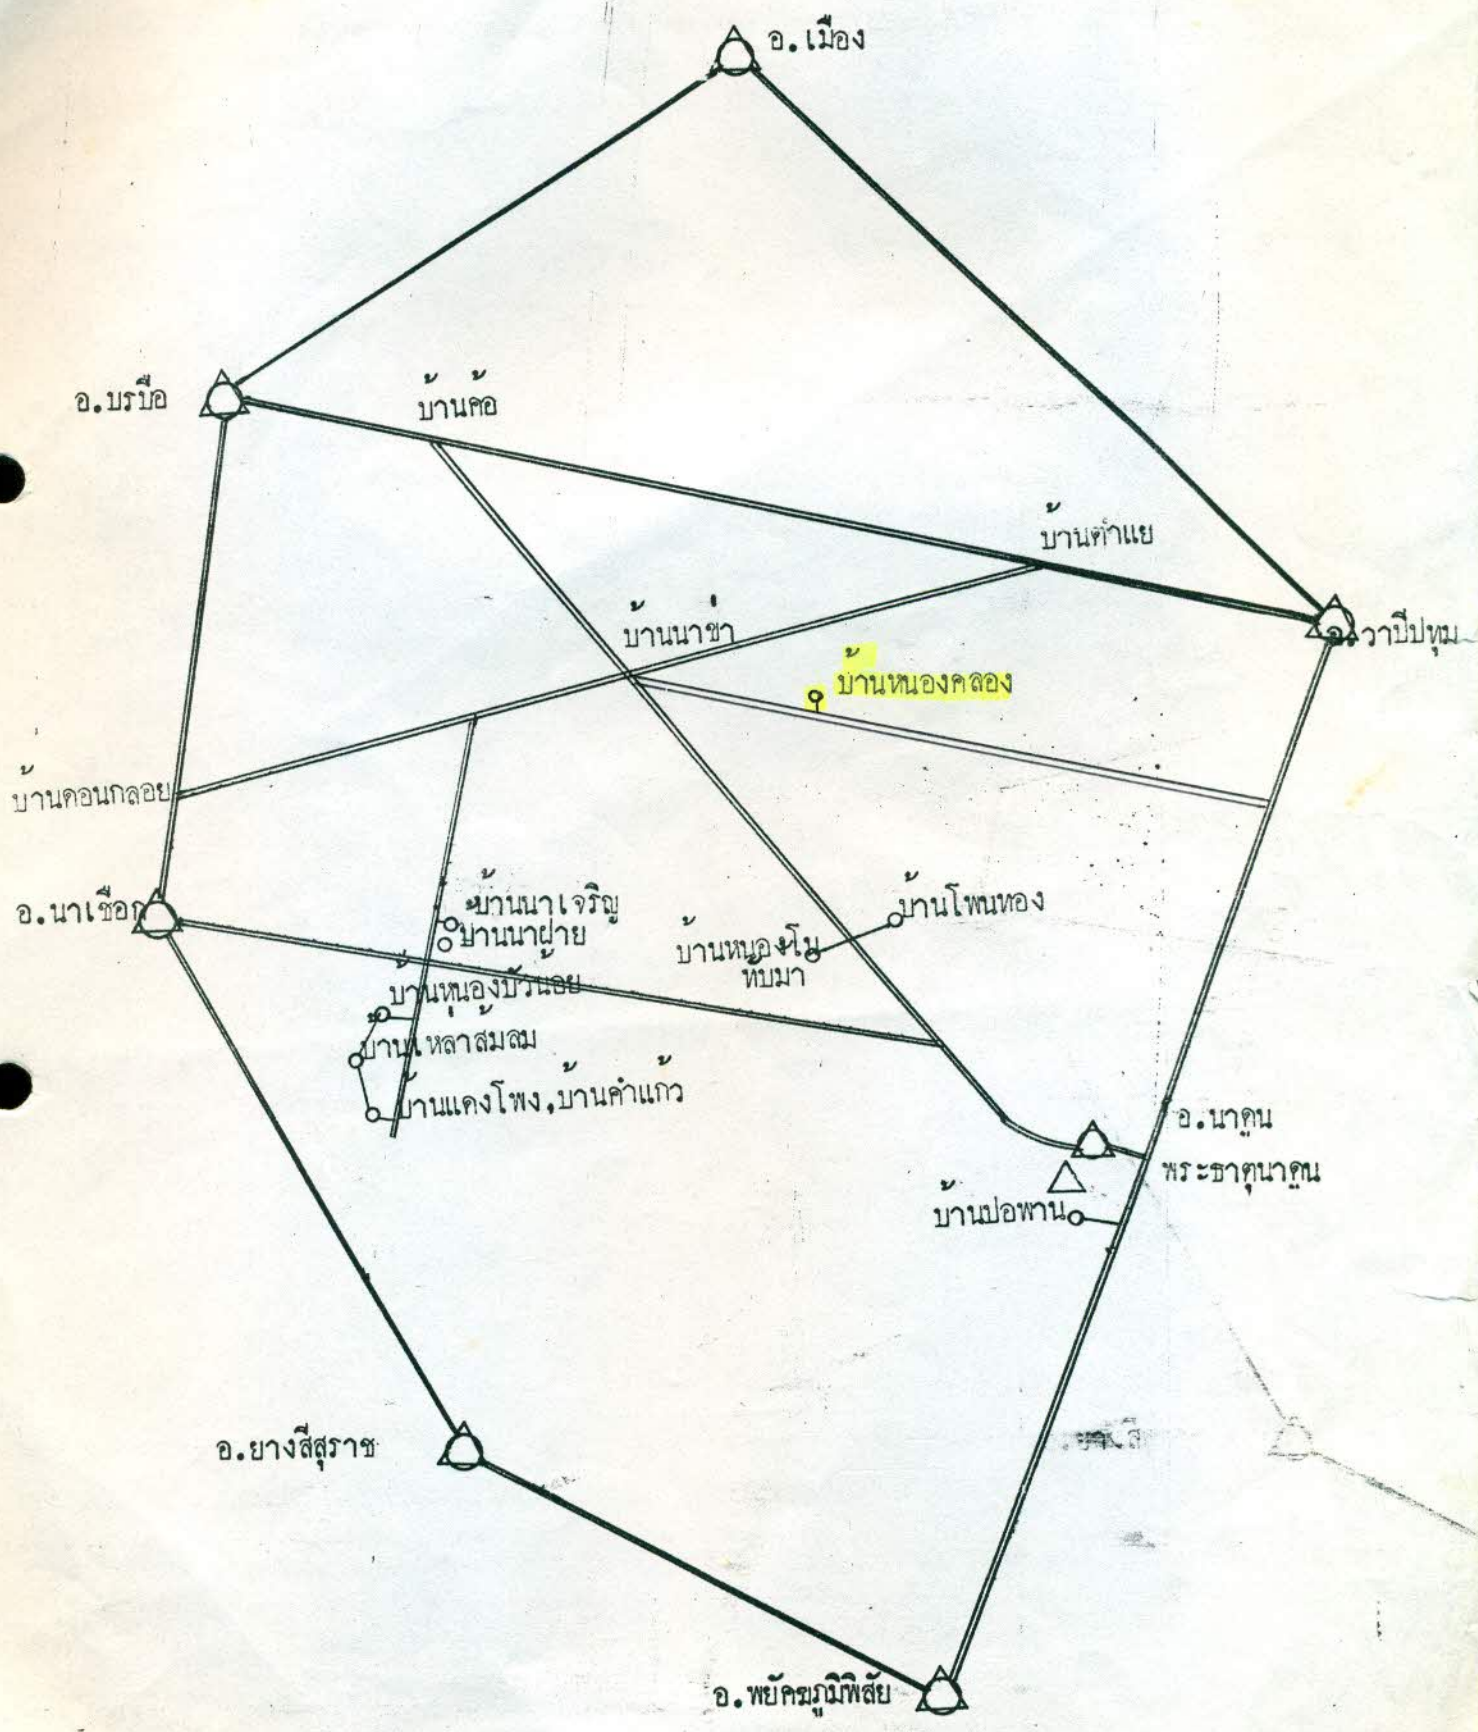 อ.เมือง
อ.บรบือ
บ้านค้อ
บ้านตำแย
บ้านนาข่า
อ.วาปีปทุม
บ้านหนองคลอง
บ้านดอนกลอย
อ.นาเชือก
บ้านนาเจริญ
บ้านนาฝาย
บ้านโพนทอง
บ้านหนองโน
ทับมา
บ้านหนองบัวน้อย
บ้านเหล่าส้มลม
บ้านแดงโพง,บ้านคำแก้ว
อ.นาดูน
พระธาตุนาดูน
บ้านปอพาน
อ.ยางสีสุราช
อ.พยัคฆภูมิพิสัย